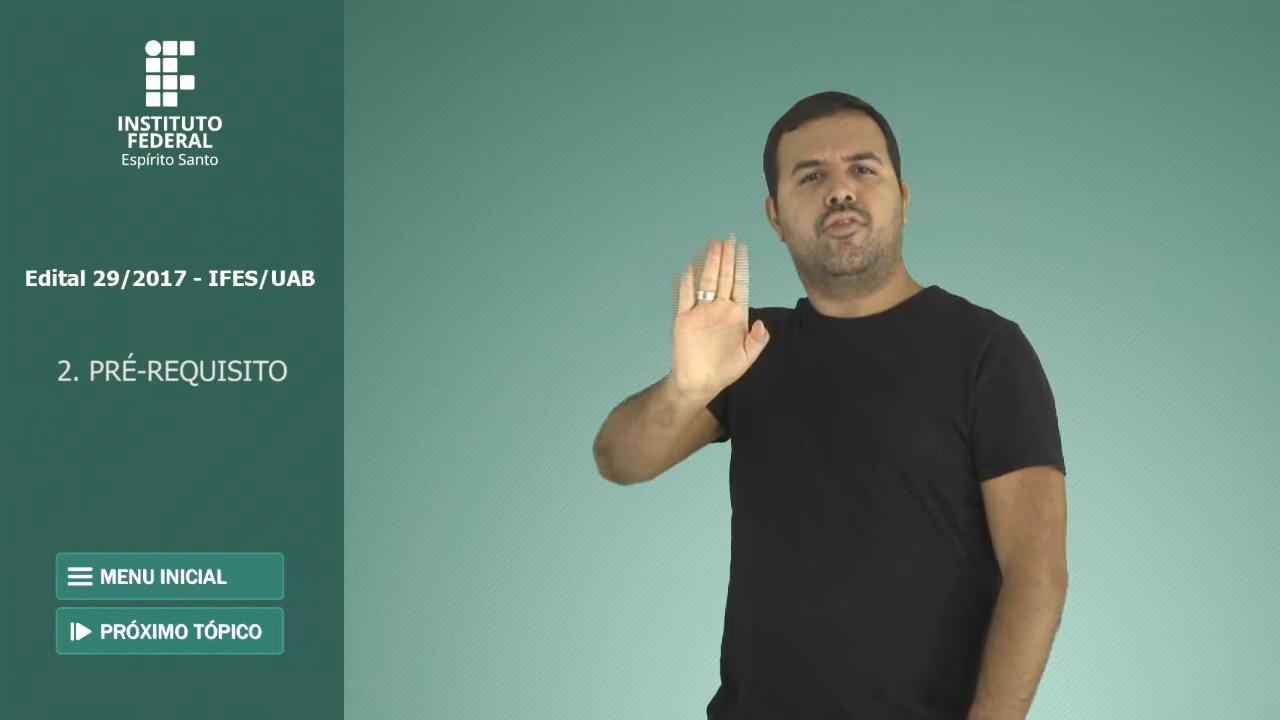 INSTITUTO
FEDERAL
Espírito Santo
Edital 29/2017 - IFES/UAB
2. PRÉ-REQUISITO
MENU INICIAL
PRÓXIMO TÓPICO